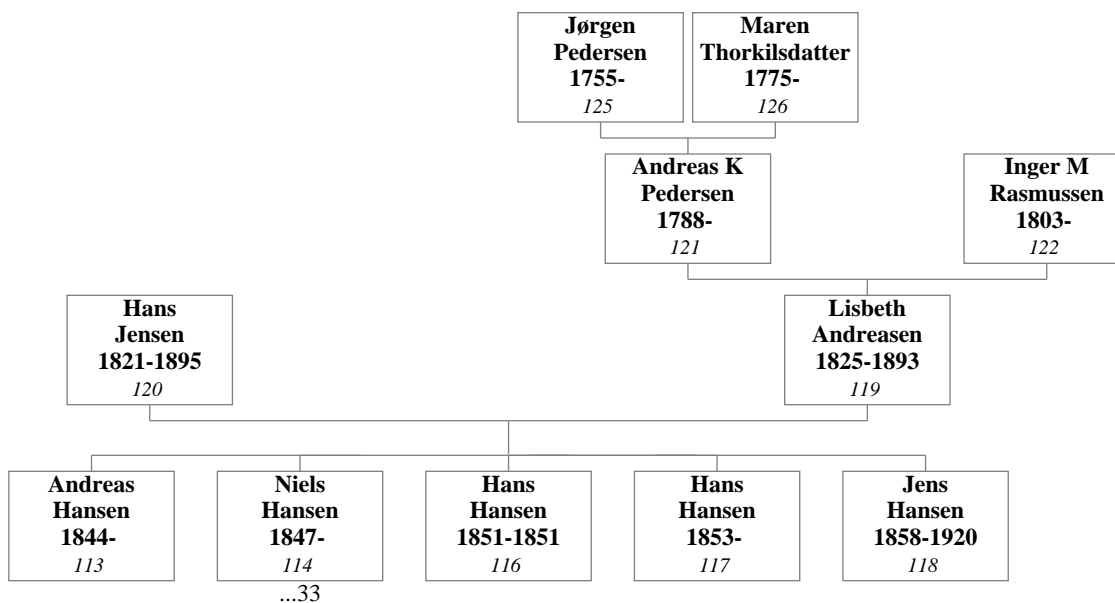 Jørgen
Pedersen
1755-
125
Maren
Thorkilsdatter
1775-
126
Andreas K
Pedersen
1788-
121
Inger M
Rasmussen
1803-
122
Hans
Jensen
1821-1895
120
Lisbeth
Andreasen
1825-1893
119
Andreas
Hansen
1844-
113
Niels
Hansen
1847-
114
...33
Hans
Hansen
1851-1851
116
Hans
Hansen
1853-
117
Jens
Hansen
1858-1920
118